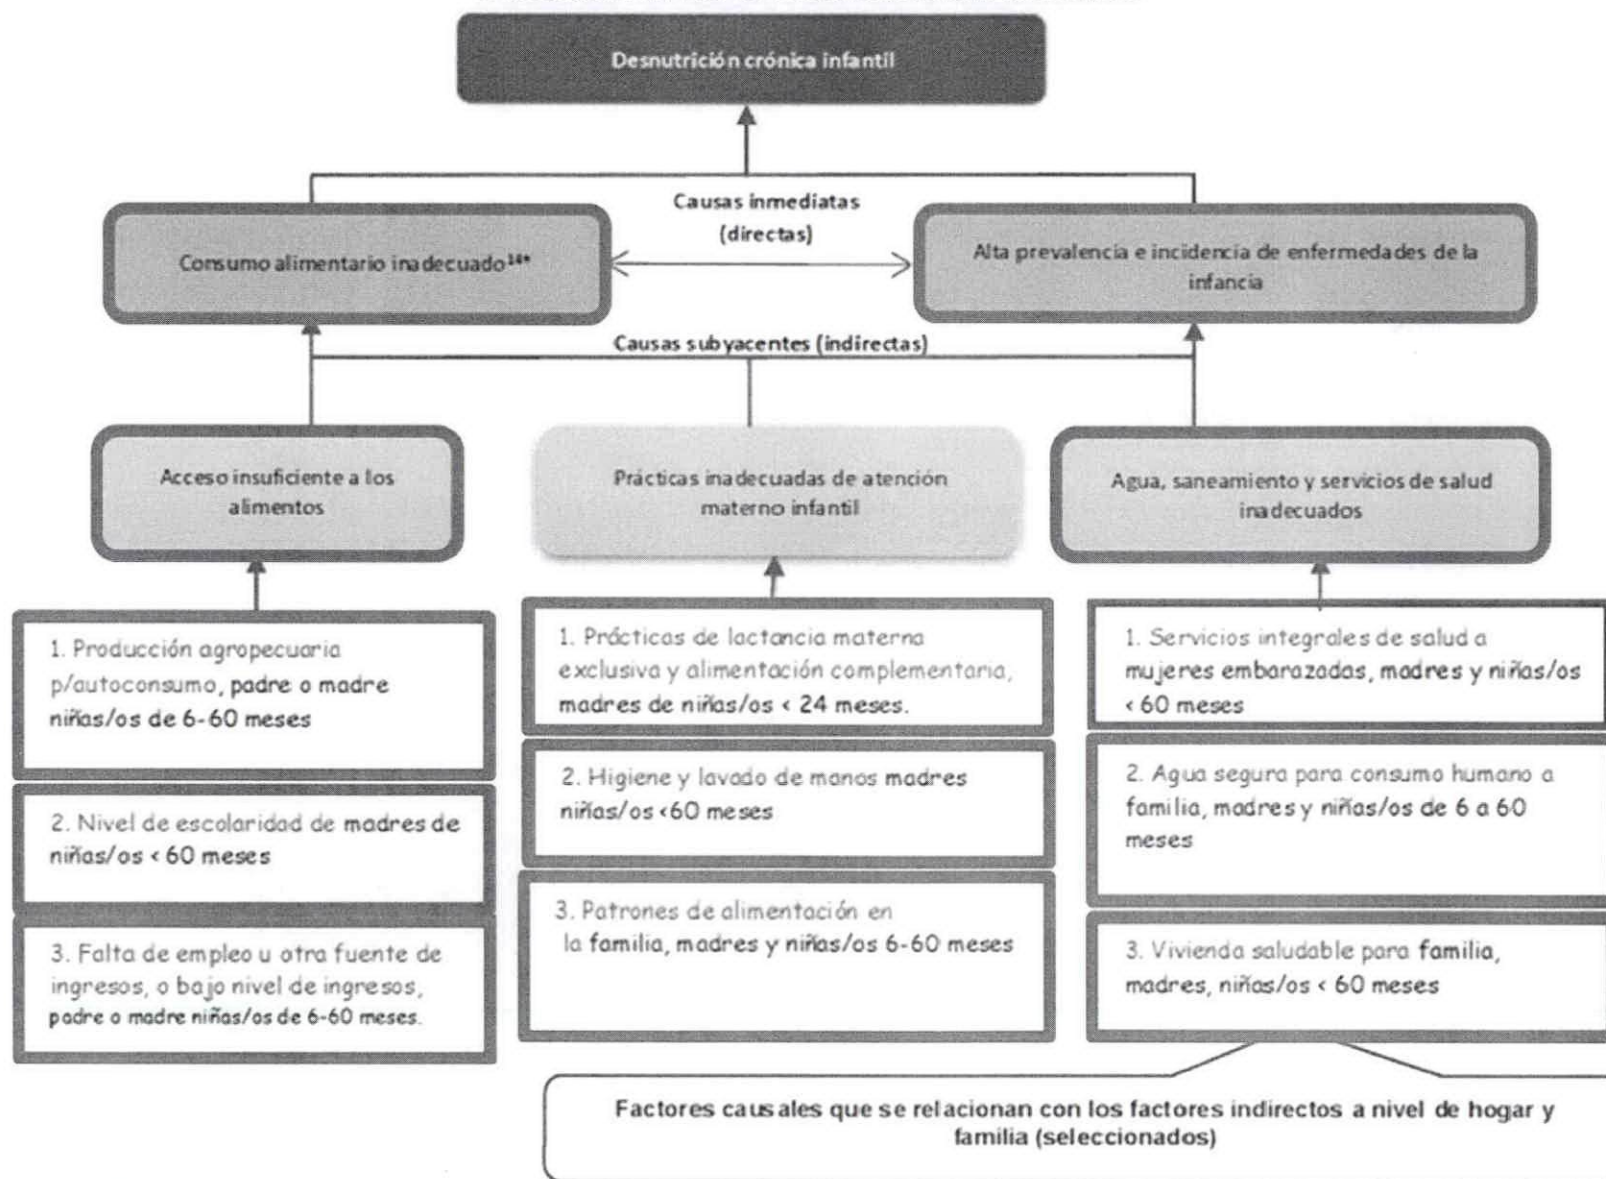 Desnutrición crónica infantil
Causas inmediatas
(directas)
Consumo alimentario inadecuado¹⁴*
Alta prevalencia e incidencia de enfermedades de la
infancia
Causas subyacentes (indirectas)
Acceso insuficiente a los
alimentos
Prácticas inadecuadas de atención
materno infantil
Agua, saneamiento y servicios de salud
inadecuados
1. Producción agropecuaria
p/autoconsumo, padre o madre
niñas/os de 6-60 meses
2. Nivel de escolaridad de madres de
niñas/os < 60 meses
3. Falta de empleo u otra fuente de
ingresos, o bajo nivel de ingresos,
padre o madre niñas/os de 6-60 meses.
1. Prácticas de lactancia materna
exclusiva y alimentación complementaria,
madres de niñas/os < 24 meses.
2. Higiene y lavado de manos madres
niñas/os <60 meses
3. Patrones de alimentación en
la familia, madres y niñas/os 6-60 meses
1. Servicios integrales de salud a
mujeres embarazadas, madres y niñas/os
< 60 meses
2. Agua segura para consumo humano a
familia, madres y niñas/os de 6 a 60
meses
3. Vivienda saludable para familia,
madres, niñas/os < 60 meses
Factores causales que se relacionan con los factores indirectos a nivel de hogar y
familia (seleccionados)